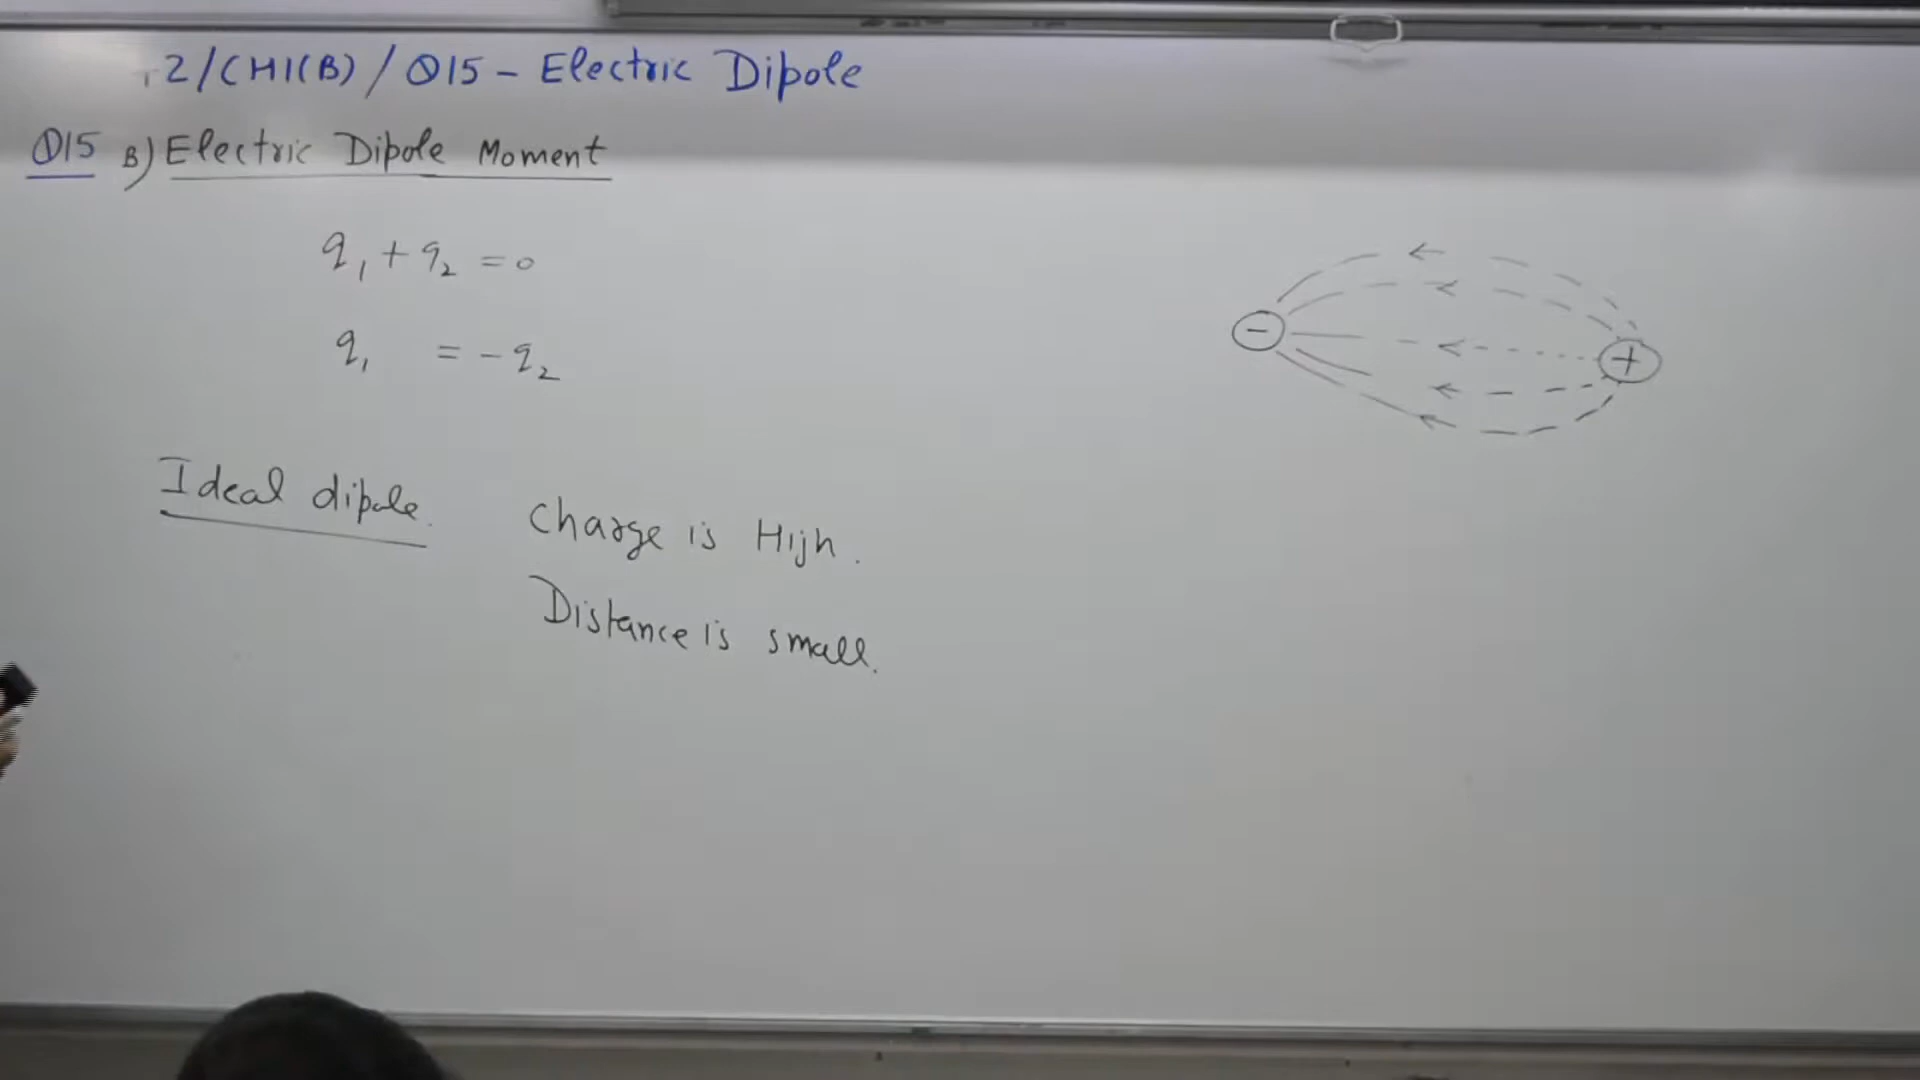 12/CH1(B)/Q15 - Electric Dipole
Q15 B) Electric Dipole Moment
q₁ + q₂ = 0
q₁ = - q₂
Ideal dipole. Charge is High.
Distance is small.
- +